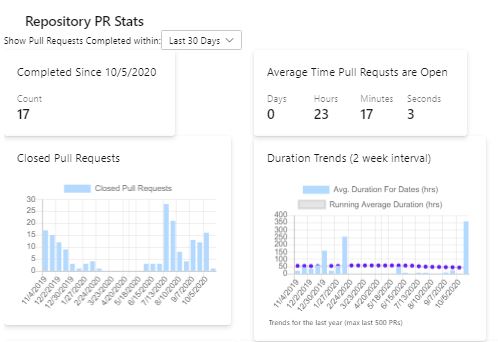 Repository PR Stats
Show Pull Requests Completed within: Last 30 Days
Completed Since 10/5/2020
Count
17
Average Time Pull Requsts are Open
Days Hours Minutes Seconds
0 23 17 3
Closed Pull Requests
Closed Pull Requests
30
25
20
15
10
5
0
11/4/2019 12/2/2019 12/30/2019 1/27/2020 2/24/2020 3/23/2020 4/20/2020 5/18/2020 6/15/2020 7/13/2020 8/10/2020 9/7/2020 10/5/2020
Duration Trends (2 week interval)
Avg. Duration For Dates (hrs)
Running Average Duration (hrs)
400
350
300
250
200
150
100
50
0
11/4/2019 12/2/2019 12/30/2019 1/27/2020 2/24/2020 3/23/2020 4/20/2020 5/18/2020 6/15/2020 7/13/2020 8/10/2020 9/7/2020 10/5/2020
Trends for the last year (max last 500 PRs)